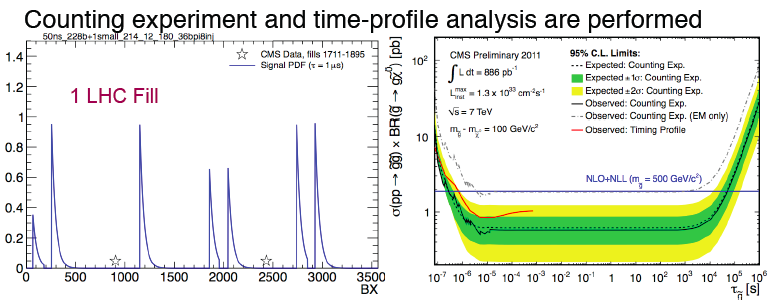 Counting experiment and time-profile analysis are performed
50ns_228b+1small_214_12_180_36bpi8inj
CMS Data, fills 1711-1895
Signal PDF (τ = 1μs)
1 LHC Fill
1.4
1.2
1
0.8
0.6
0.4
0.2
0
0 500 1000 1500 2000 2500 3000 3500
BX
σ(pp → g̃g̃) × BR(g̃ → gχ̃⁰) [pb]
10²
10
1
CMS Preliminary 2011
∫ L dt = 886 pb⁻¹
L max inst = 1.3 x 10³³ cm⁻²s⁻¹
√s = 7 TeV
m g̃ - m χ̃⁰ = 100 GeV/c²
95% C.L. Limits:
Expected: Counting Exp.
Expected ±1σ: Counting Exp.
Expected ±2σ: Counting Exp.
Observed: Counting Exp.
Observed: Counting Exp. (EM only)
Observed: Timing Profile
NLO+NLL (m g̃ = 500 GeV/c²)
10⁻⁷ 10⁻⁶ 10⁻⁵ 10⁻⁴ 10⁻³ 10⁻² 10⁻¹ 1 10 10² 10³ 10⁴ 10⁵ 10⁶
τ g̃ [s]